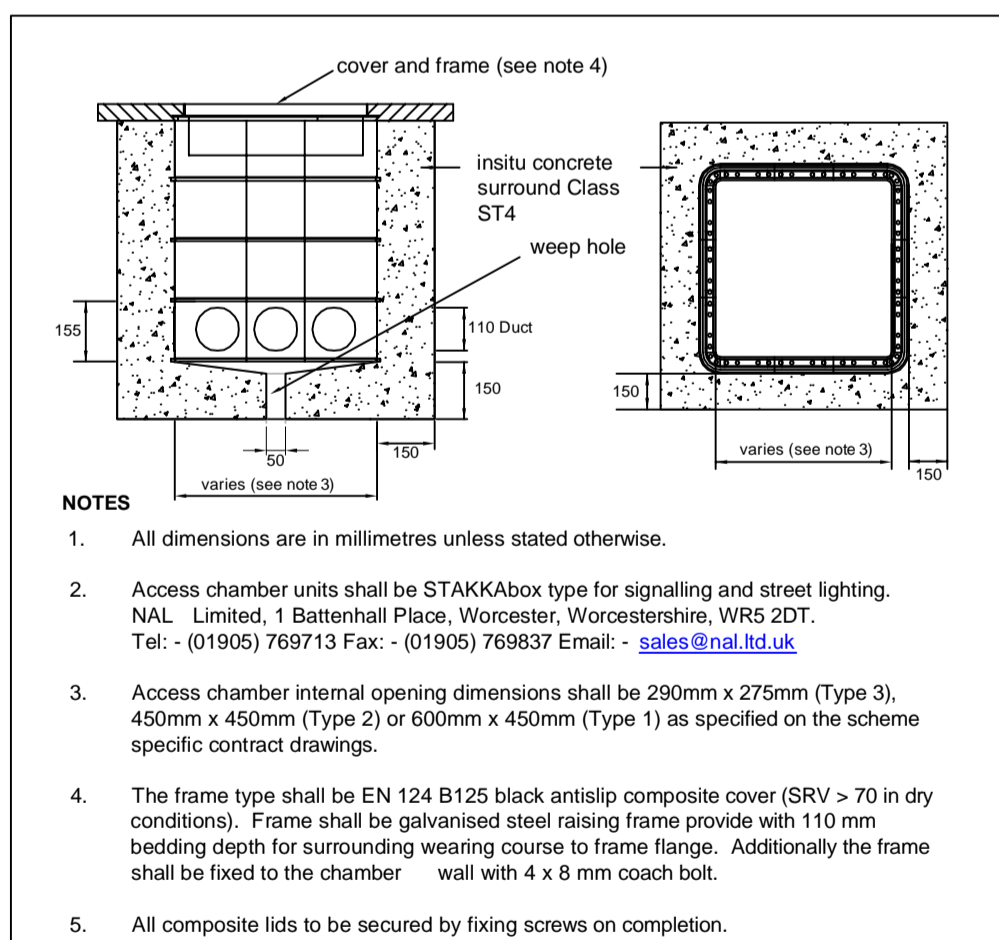 cover and frame (see note 4)
insitu concrete
surround Class
ST4
weep hole
155
110 Duct
150
50
150
varies (see note 3)
150
varies (see note 3)
150
NOTES
1. All dimensions are in millimetres unless stated otherwise.
2. Access chamber units shall be STAKKAbox type for signalling and street lighting.
NAL Limited, 1 Battenhall Place, Worcester, Worcestershire, WR5 2DT.
Tel: - (01905) 769713 Fax: - (01905) 769837 Email: - sales@nal.ltd.uk
3. Access chamber internal opening dimensions shall be 290mm x 275mm (Type 3),
450mm x 450mm (Type 2) or 600mm x 450mm (Type 1) as specified on the scheme
specific contract drawings.
4. The frame type shall be EN 124 B125 black antislip composite cover (SRV > 70 in dry
conditions). Frame shall be galvanised steel raising frame provide with 110 mm
bedding depth for surrounding wearing course to frame flange. Additionally the frame
shall be fixed to the chamber wall with 4 x 8 mm coach bolt.
5. All composite lids to be secured by fixing screws on completion.